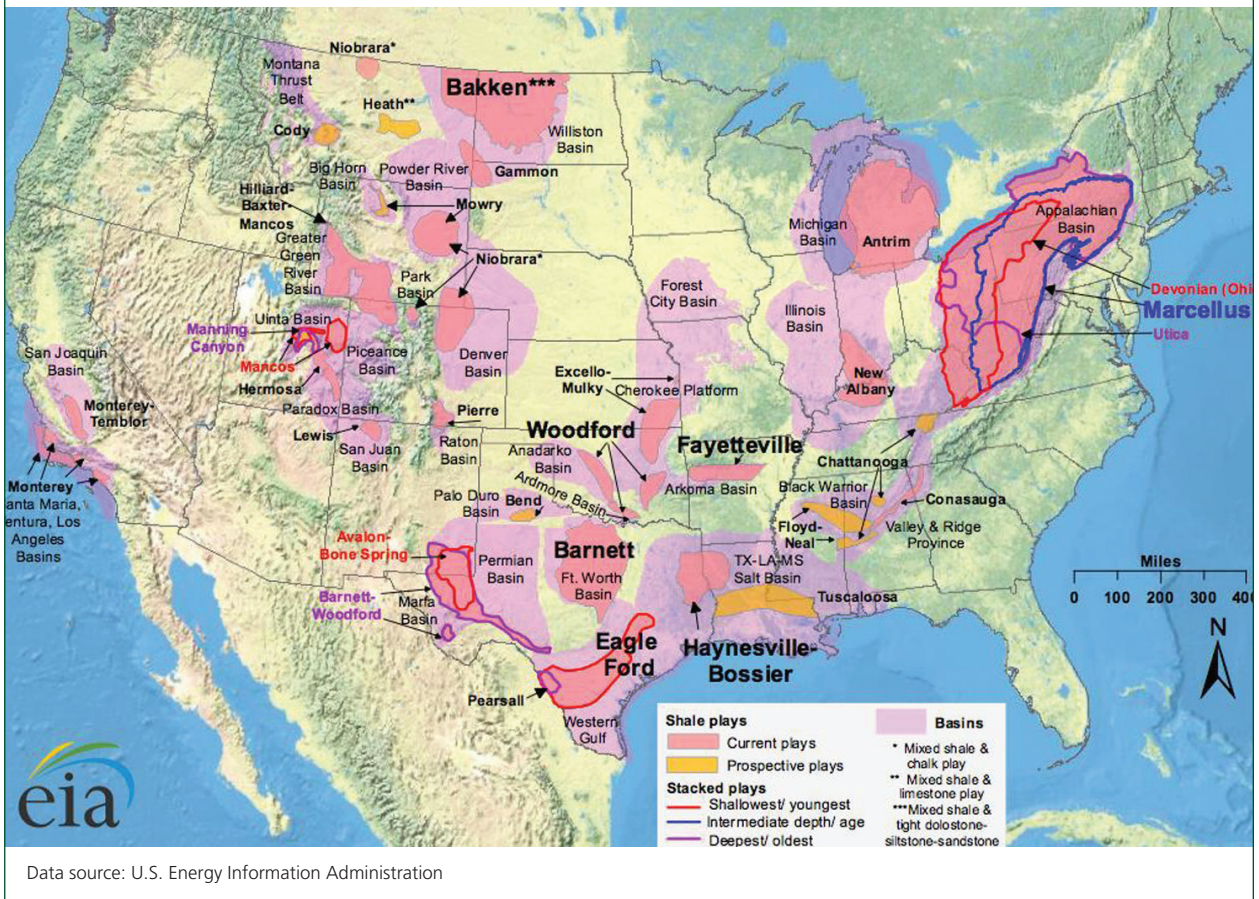 Niobrara*
Montana
Thrust
Belt
Bakken***
Heath**
Cody
Williston
Basin
Big Horn
Basin
Powder River
Basin
Gammon
Hilliard-
Baxter-
Mancos
Mowry
Greater
Green
River
Basin
Park
Basin
Niobrara*
Michigan
Basin
Antrim
Appalachian
Basin
Devonian (Ohi
Marcellus
Utica
Forest
City Basin
Illinois
Basin
Uinta Basin
Manning
Canyon
Mancos
Piceance
Basin
Hermosa
Denver
Basin
San Joaquin
Basin
Monterey-
Temblor
Excello-
Mulky
Cherokee Platform
New
Albany
Paradox Basin
Lewis
San Juan
Basin
Pierre
Raton
Basin
Woodford
Anadarko
Basin
Ardmore Basin
Fayetteville
Arkoma Basin
Chattanooga
Black Warrior
Basin
Conasauga
Floyd-
Neal
Valley & Ridge
Province
Monterey
anta Maria,
entura, Los
Angeles
Basins
Palo Duro
Basin
Bend
Avalon-
Bone Spring
Permian
Basin
Barnett
Ft. Worth
Basin
TX-LA-MS
Salt Basin
Tuscaloosa
Barnett-
Woodford
Marfa
Basin
Eagle
Ford
Haynesville-
Bossier
Pearsall
Western
Gulf
Miles
0 100 200 300 400
N
Shale plays
Current plays
Prospective plays
Stacked plays
Shallowest/ youngest
Intermediate depth/ age
Deepest/ oldest
Basins
* Mixed shale &
chalk play
** Mixed shale &
limestone play
***Mixed shale &
tight dolostone-
siltstone-sandstone
eia
Data source: U.S. Energy Information Administration